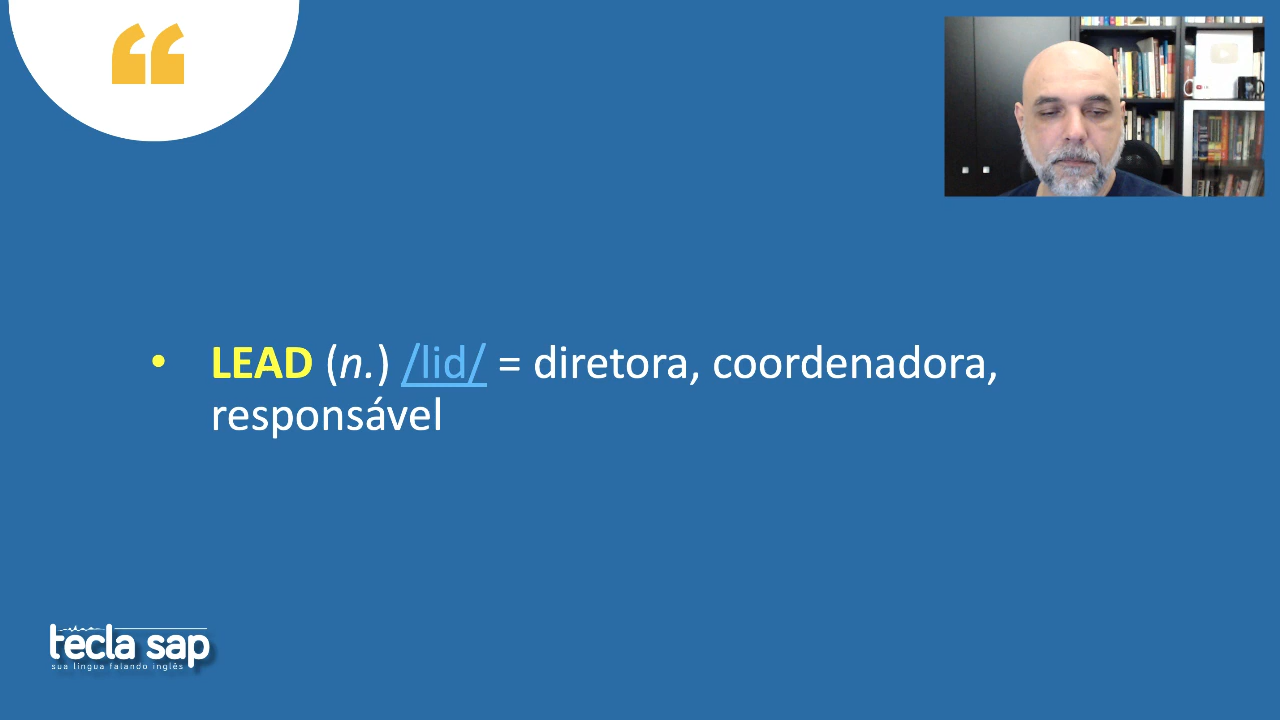 “
• LEAD (n.) /lid/ = diretora, coordenadora,
responsável
tecla sap
sua língua falando inglês